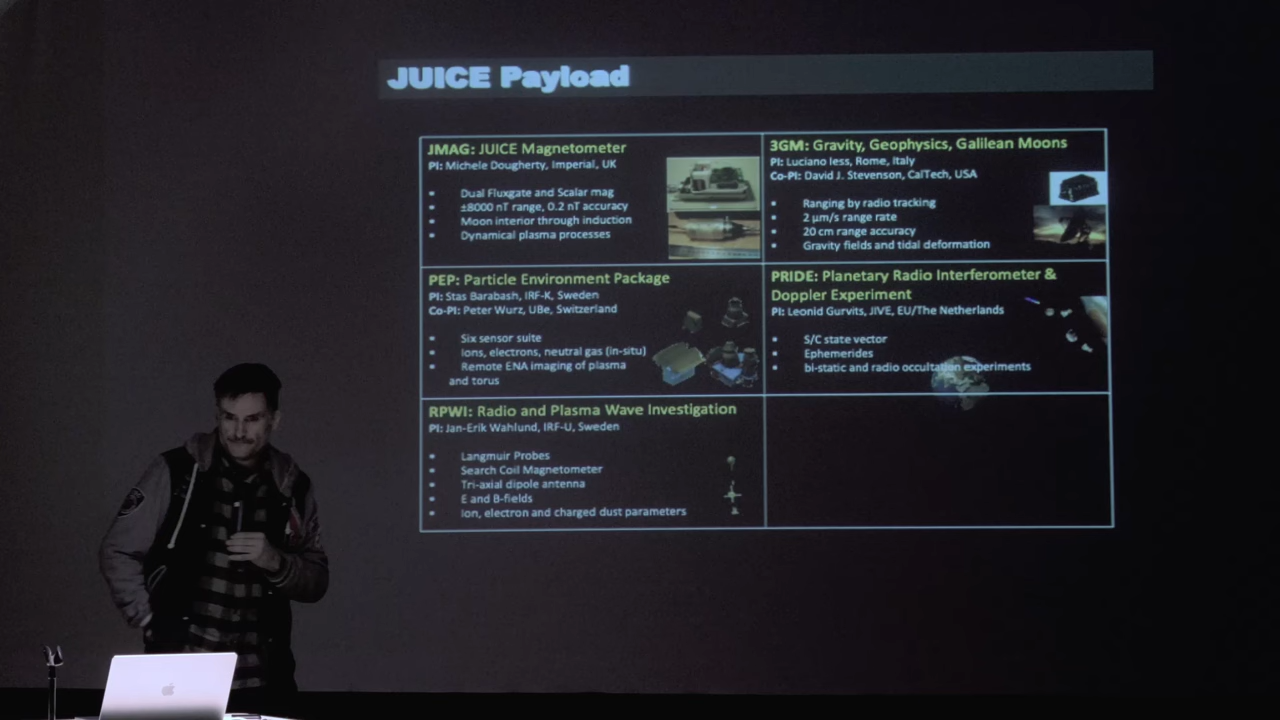 JUICE Payload
JMAG: JUICE Magnetometer
PI: Michele Dougherty, Imperial, UK
• Dual Fluxgate and Scalar mag
• ±8000 nT range, 0.2 nT accuracy
• Moon interior through induction
• Dynamical plasma processes
3GM: Gravity, Geophysics, Galilean Moons
PI: Luciano Iess, Rome, Italy
Co-PI: David J. Stevenson, CalTech, USA
• Ranging by radio tracking
• 2 μm/s range rate
• 20 cm range accuracy
• Gravity fields and tidal deformation
PEP: Particle Environment Package
PI: Stas Barabash, IRF-K, Sweden
Co-PI: Peter Wurz, UBe, Switzerland
• Six sensor suite
• Ions, electrons, neutral gas (in-situ)
• Remote ENA imaging of plasma
and torus
PRIDE: Planetary Radio Interferometer &
Doppler Experiment
PI: Leonid Gurvits, JIVE, EU/The Netherlands
• S/C state vector
• Ephemerides
• bi-static and radio occultation experiments
RPWI: Radio and Plasma Wave Investigation
PI: Jan-Erik Wahlund, IRF-U, Sweden
• Langmuir Probes
• Search Coil Magnetometer
• Tri-axial dipole antenna
• E and B-fields
• Ion, electron and charged dust parameters